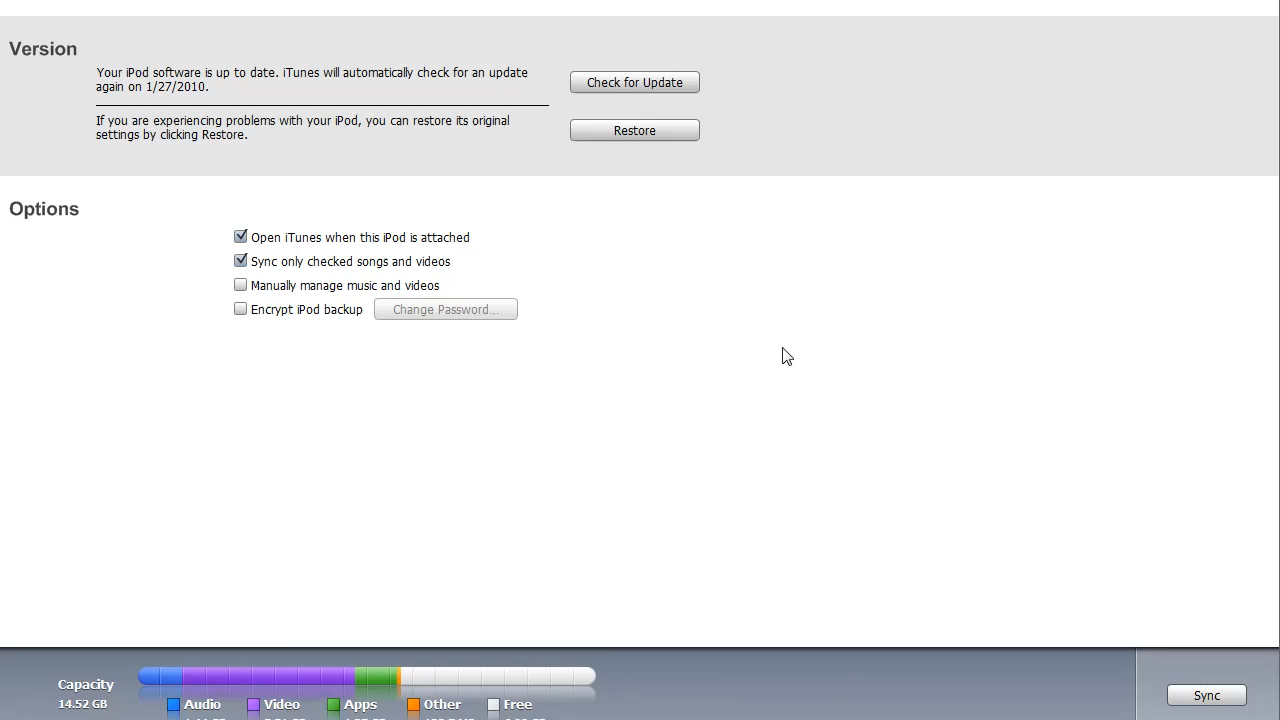 Version
Your iPod software is up to date. iTunes will automatically check for an update
again on 1/27/2010.
Check for Update
If you are experiencing problems with your iPod, you can restore its original
settings by clicking Restore.
Restore
Options
Open iTunes when this iPod is attached
Sync only checked songs and videos
Manually manage music and videos
Encrypt iPod backup
Change Password...
Capacity
14.52 GB
Audio
Video
Apps
Other
Free
Sync